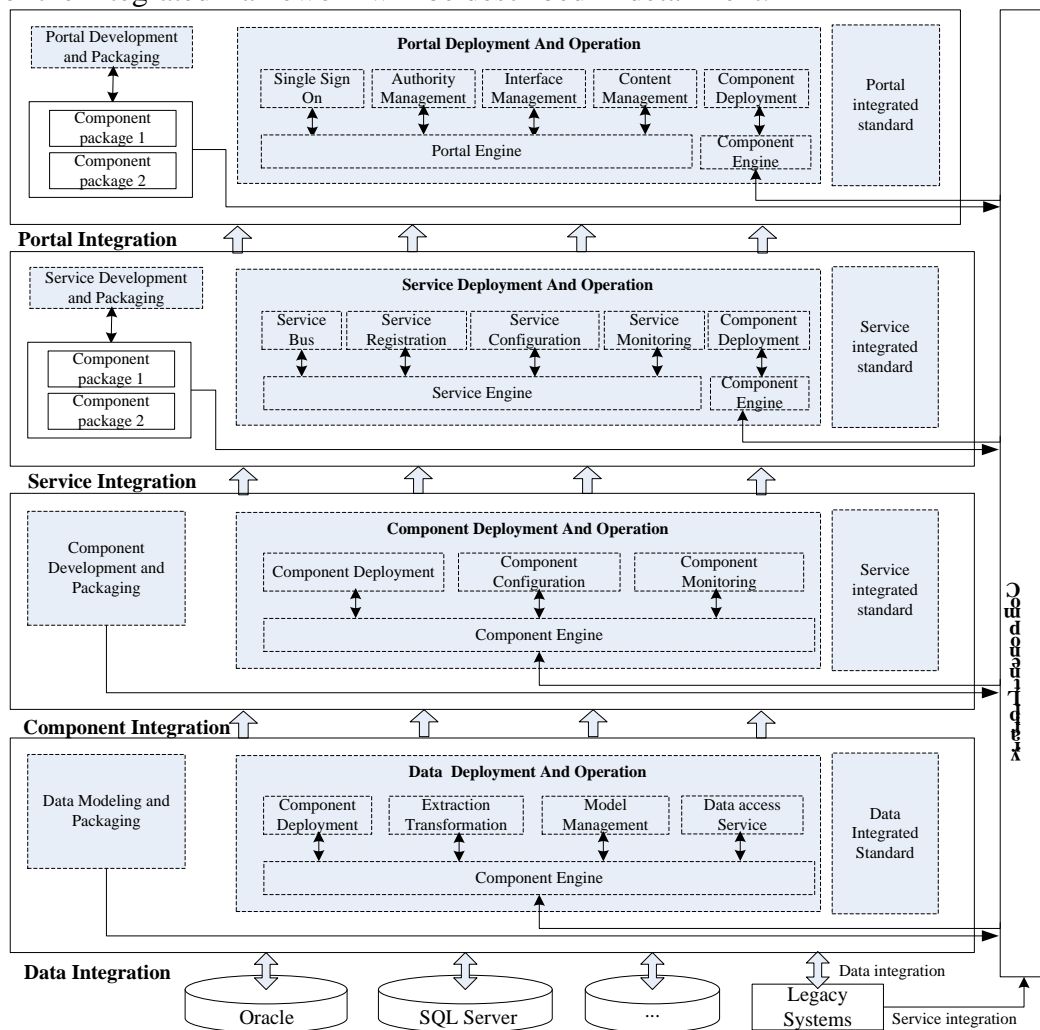 Portal Development
and Packaging
Component
package 1
Component
package 2
Portal Deployment And Operation
Single Sign
On
Authority
Management
Interface
Management
Content
Management
Component
Deployment
Portal Engine
Component
Engine
Portal
integrated
standard
Portal Integration
Service Development
and Packaging
Component
package 1
Component
package 2
Service Deployment And Operation
Service
Bus
Service
Registration
Service
Configuration
Service
Monitoring
Component
Deployment
Service Engine
Component
Engine
Service
integrated
standard
Service Integration
Component
Development and
Packaging
Component Deployment And Operation
Component Deployment
Component
Configuration
Component
Monitoring
Component Engine
Service
integrated
standard
Component Integration
Data Modeling and
Packaging
Data Deployment And Operation
Component
Deployment
Extraction
Transformation
Model
Management
Data access
Service
Component Engine
Data
Integrated
Standard
Data Integration
Component Library
Oracle
SQL Server
...
Legacy
Systems
Data integration
Service integration